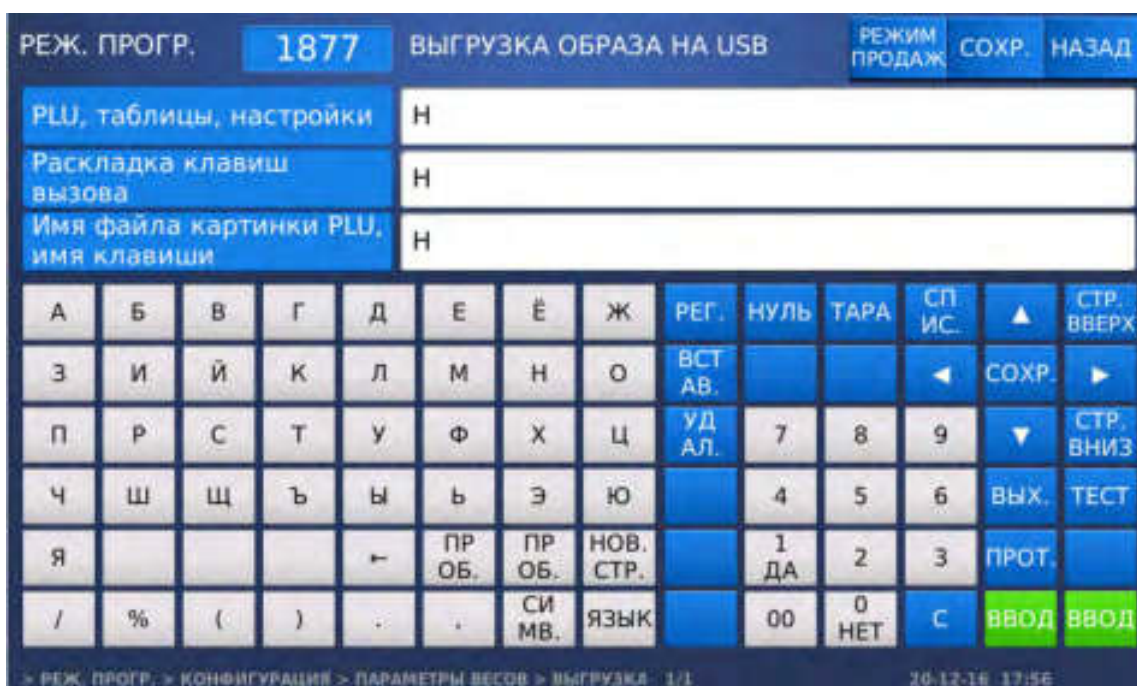 РЕЖ. ПРОГР. 1877 ВЫГРУЗКА ОБРАЗА НА USB РЕЖИМ ПРОДАЖ СОХР. НАЗАД
PLU, таблицы, настройки Н
Раскладка клавиш
вызова Н
Имя файла картинки PLU,
имя клавиши Н
А Б В Г Д Е Ё Ж РЕГ. НУЛЬ ТАРА СП ИС. ▲ СТР. ВВЕРХ
З И Й К Л М Н О ВСТ АВ. ◄ СОХР. ►
П Р С Т У Ф Х Ц УД АЛ. 7 8 9 ▼ СТР. ВНИЗ
Ч Ш Щ Ъ Ы Ь Э Ю 4 5 6 ВЫХ. ТЕСТ
Я ← ПР ОБ. ПР ОБ. НОВ. СТР. 1 ДА 2 3 ПРОТ.
/ % ( ) . , СИ МВ. ЯЗЫК 00 0 НЕТ С ВВОД ВВОД
> РЕЖ. ПРОГР. > КОНФИГУРАЦИЯ > ПАРАМЕТРЫ ВЕСОВ > ВЫГРУЗКА 1/1 20-12-16 17:56